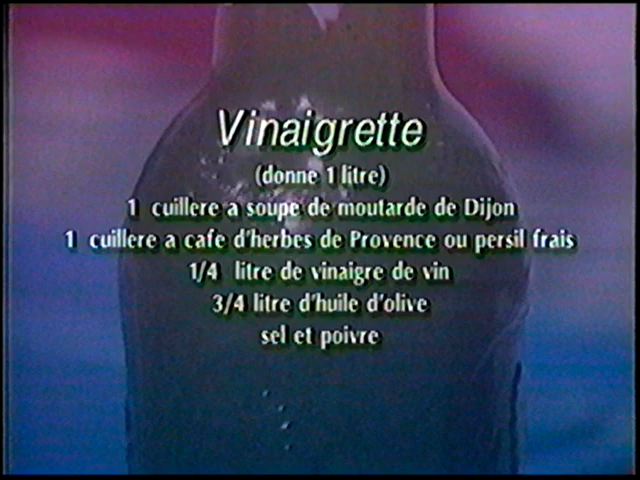 Vinaigrette
(donne 1 litre)
1 cuillere a soupe de moutarde de Dijon
1 cuillere a cafe d'herbes de Provence ou persil frais
1/4 litre de vinaigre de vin
3/4 litre d'huile d'olive
sel et poivre